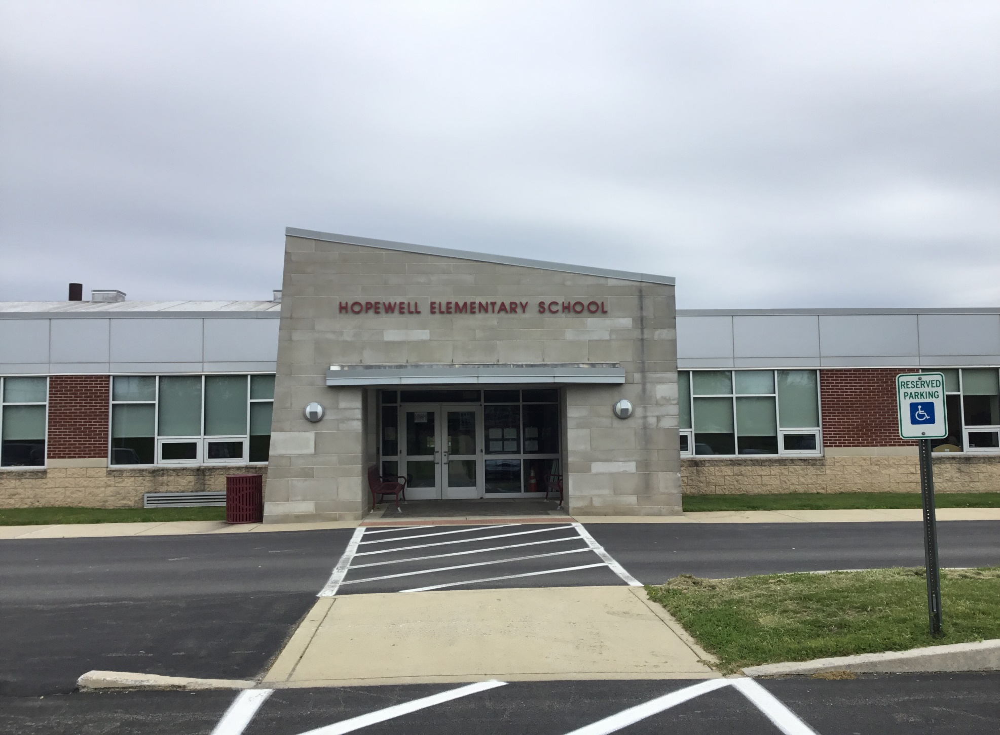 HOPEWELL ELEMENTARY SCHOOL
RESERVED
PARKING